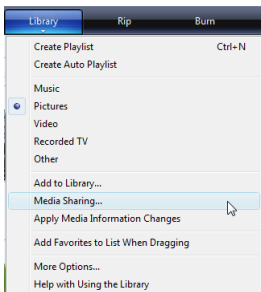 Library Rip Burn
Create Playlist Ctrl+N
Create Auto Playlist
Music
Pictures
Video
Recorded TV
Other
Add to Library...
Media Sharing...
Apply Media Information Changes
Add Favorites to List When Dragging
More Options...
Help with Using the Library